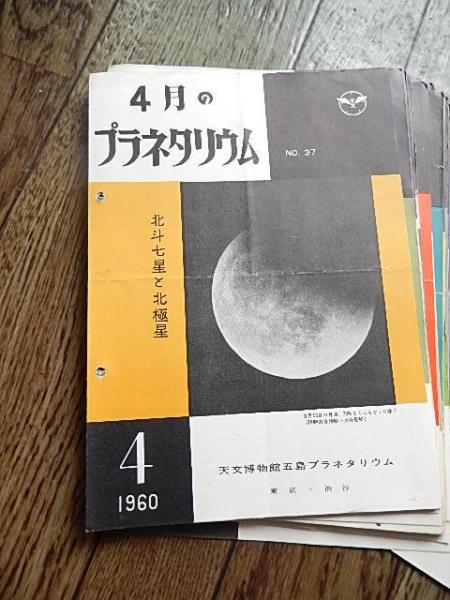 4月の
プラネタリウム
NO. 37
北斗七星と北極星
4
1960
天文博物館五島プラネタリウム
東京・渋谷